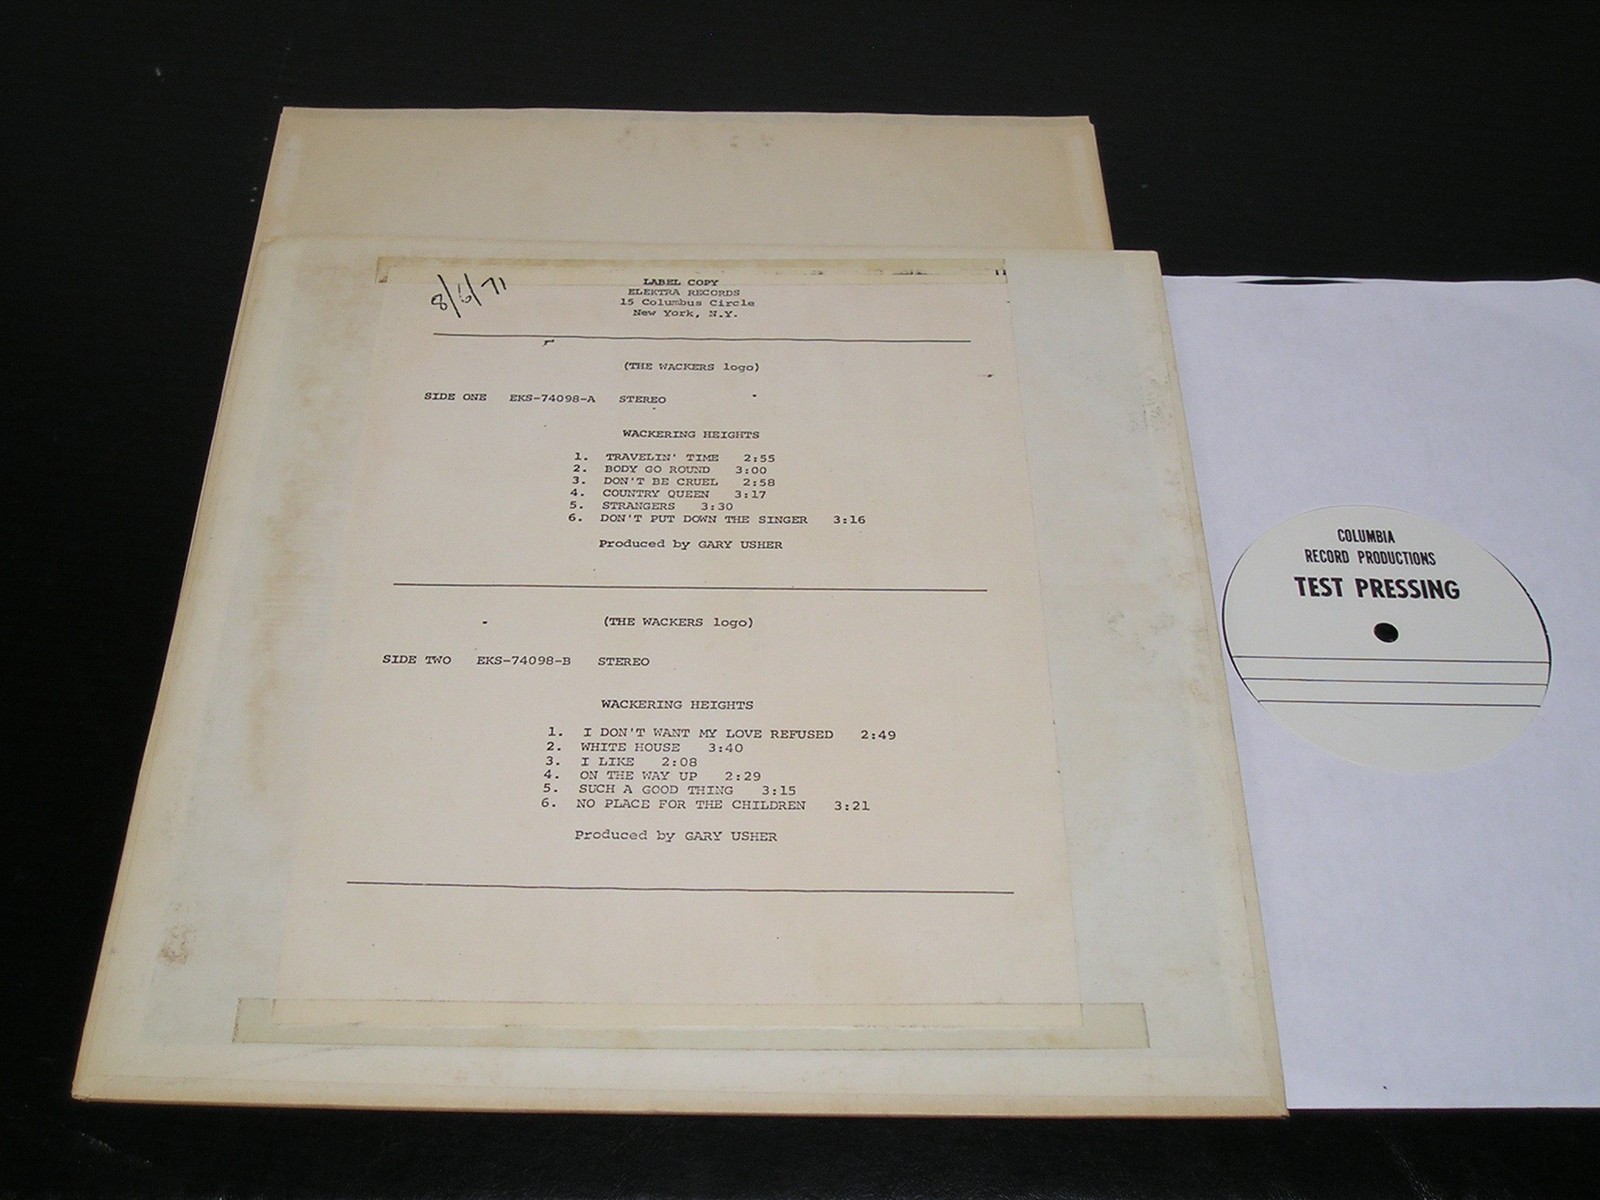 8/6/71
LABEL COPY
ELEKTRA RECORDS
15 Columbus Circle
New York, N.Y.
(THE WACKERS logo)
SIDE ONE EKS-74098-A STEREO
WACKERING HEIGHTS
1. TRAVELIN' TIME 2:55
2. BODY GO ROUND 3:00
3. DON'T BE CRUEL 2:58
4. COUNTRY QUEEN 3:17
5. STRANGERS 3:30
6. DON'T PUT DOWN THE SINGER 3:16
Produced by GARY USHER
(THE WACKERS logo)
SIDE TWO EKS-74098-B STEREO
WACKERING HEIGHTS
1. I DON'T WANT MY LOVE REFUSED 2:49
2. WHITE HOUSE 3:40
3. I LIKE 2:08
4. ON THE WAY UP 2:29
5. SUCH A GOOD THING 3:15
6. NO PLACE FOR THE CHILDREN 3:21
Produced by GARY USHER
COLUMBIA
RECORD PRODUCTIONS
TEST PRESSING